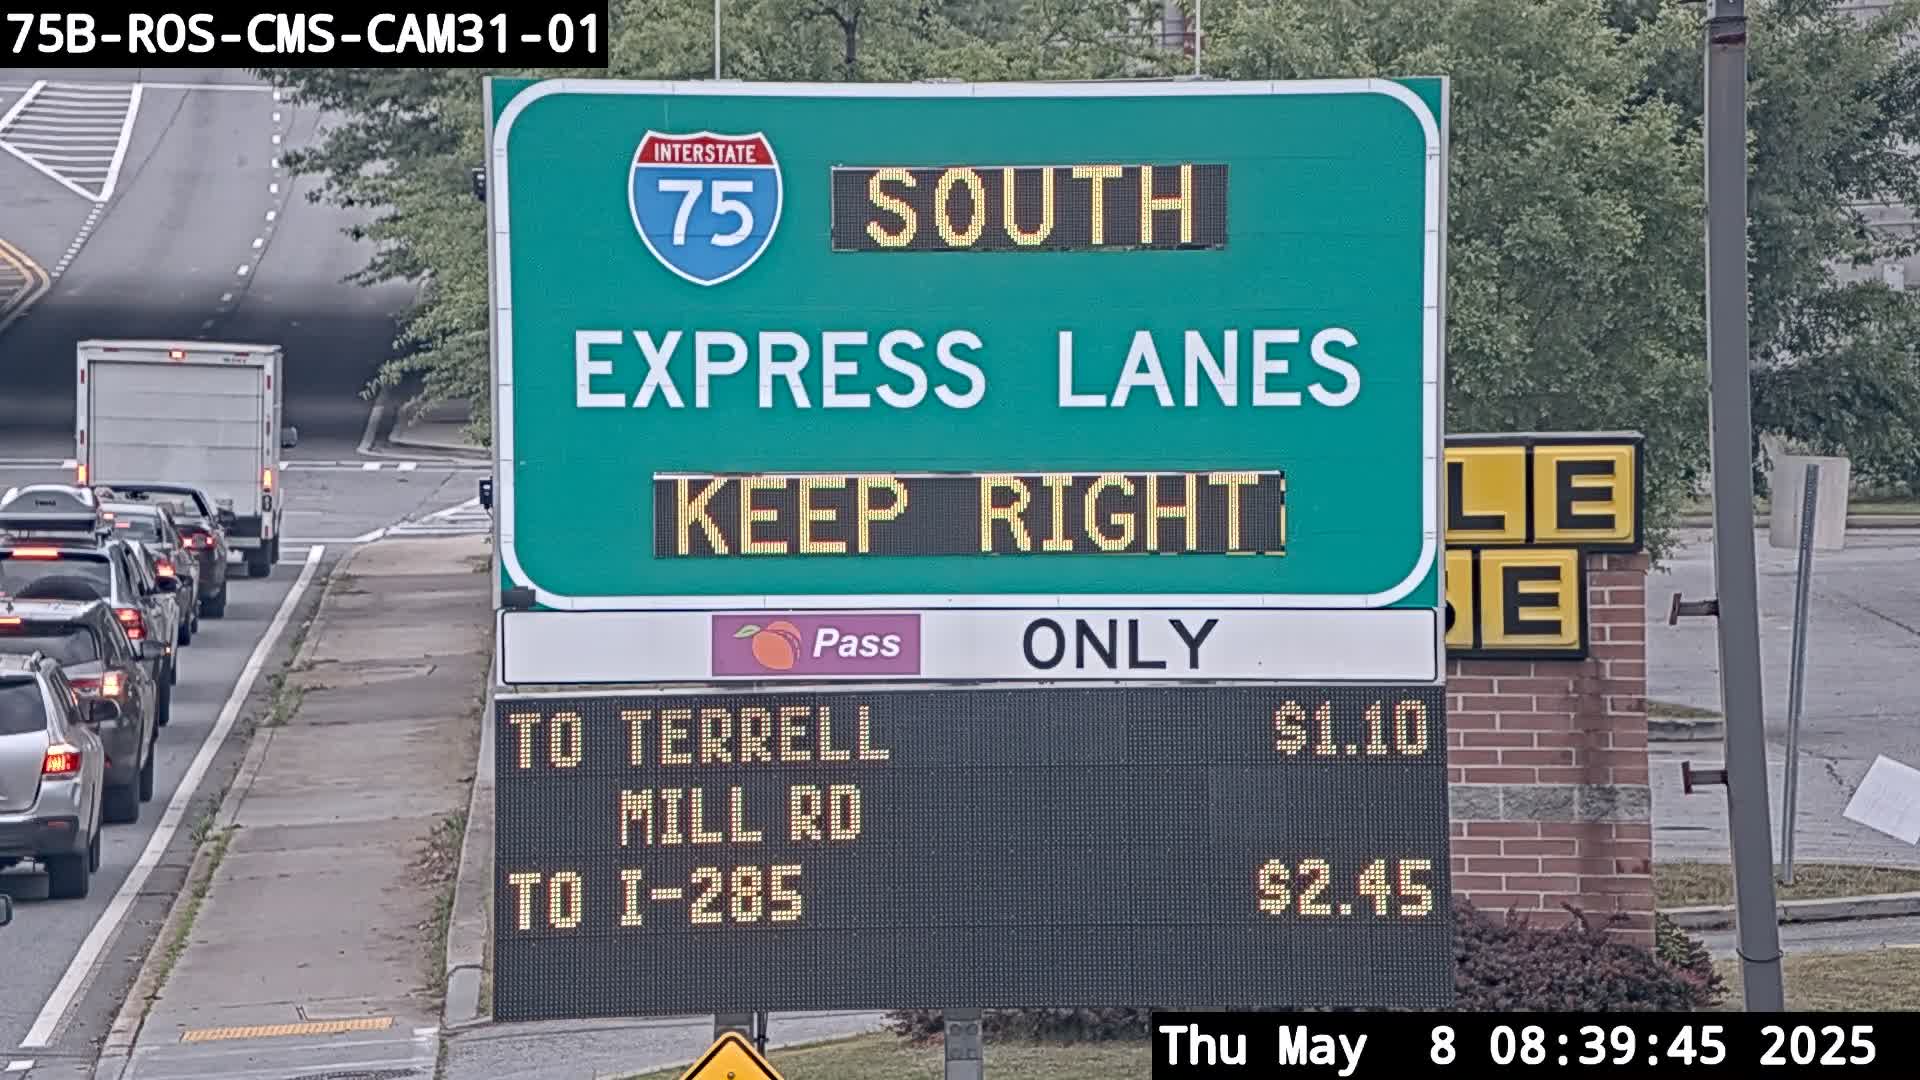 75B-ROS-CMS-CAM31-01
INTERSTATE
75
SOUTH
EXPRESS LANES
KEEP RIGHT
LE
E
Pass ONLY
TO TERRELL $1.10
MILL RD
TO I-285 $2.45
Thu May 8 08:39:45 2025